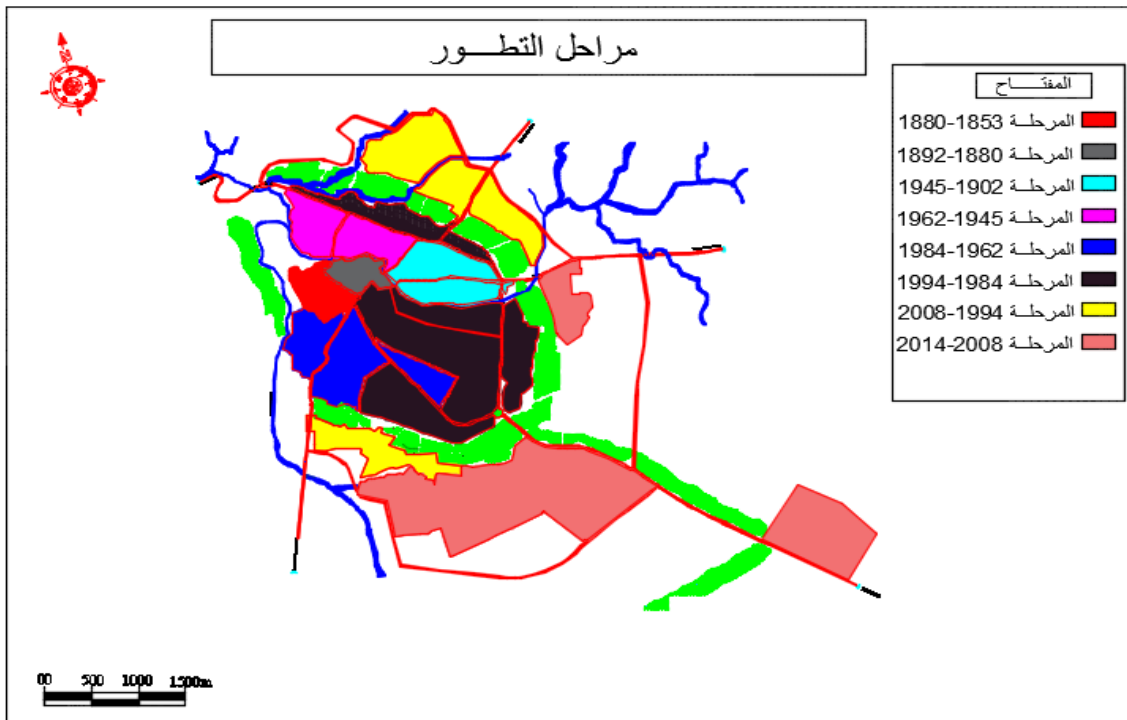 مراحل التطـــور
المفتـــاح
المرحلـة 1853-1880
المرحلـة 1880-1892
المرحلـة 1902-1945
المرحلـة 1945-1962
المرحلـة 1962-1984
المرحلـة 1984-1994
المرحلـة 1994-2008
المرحلـة 2008-2014
00 500 1000 1500m